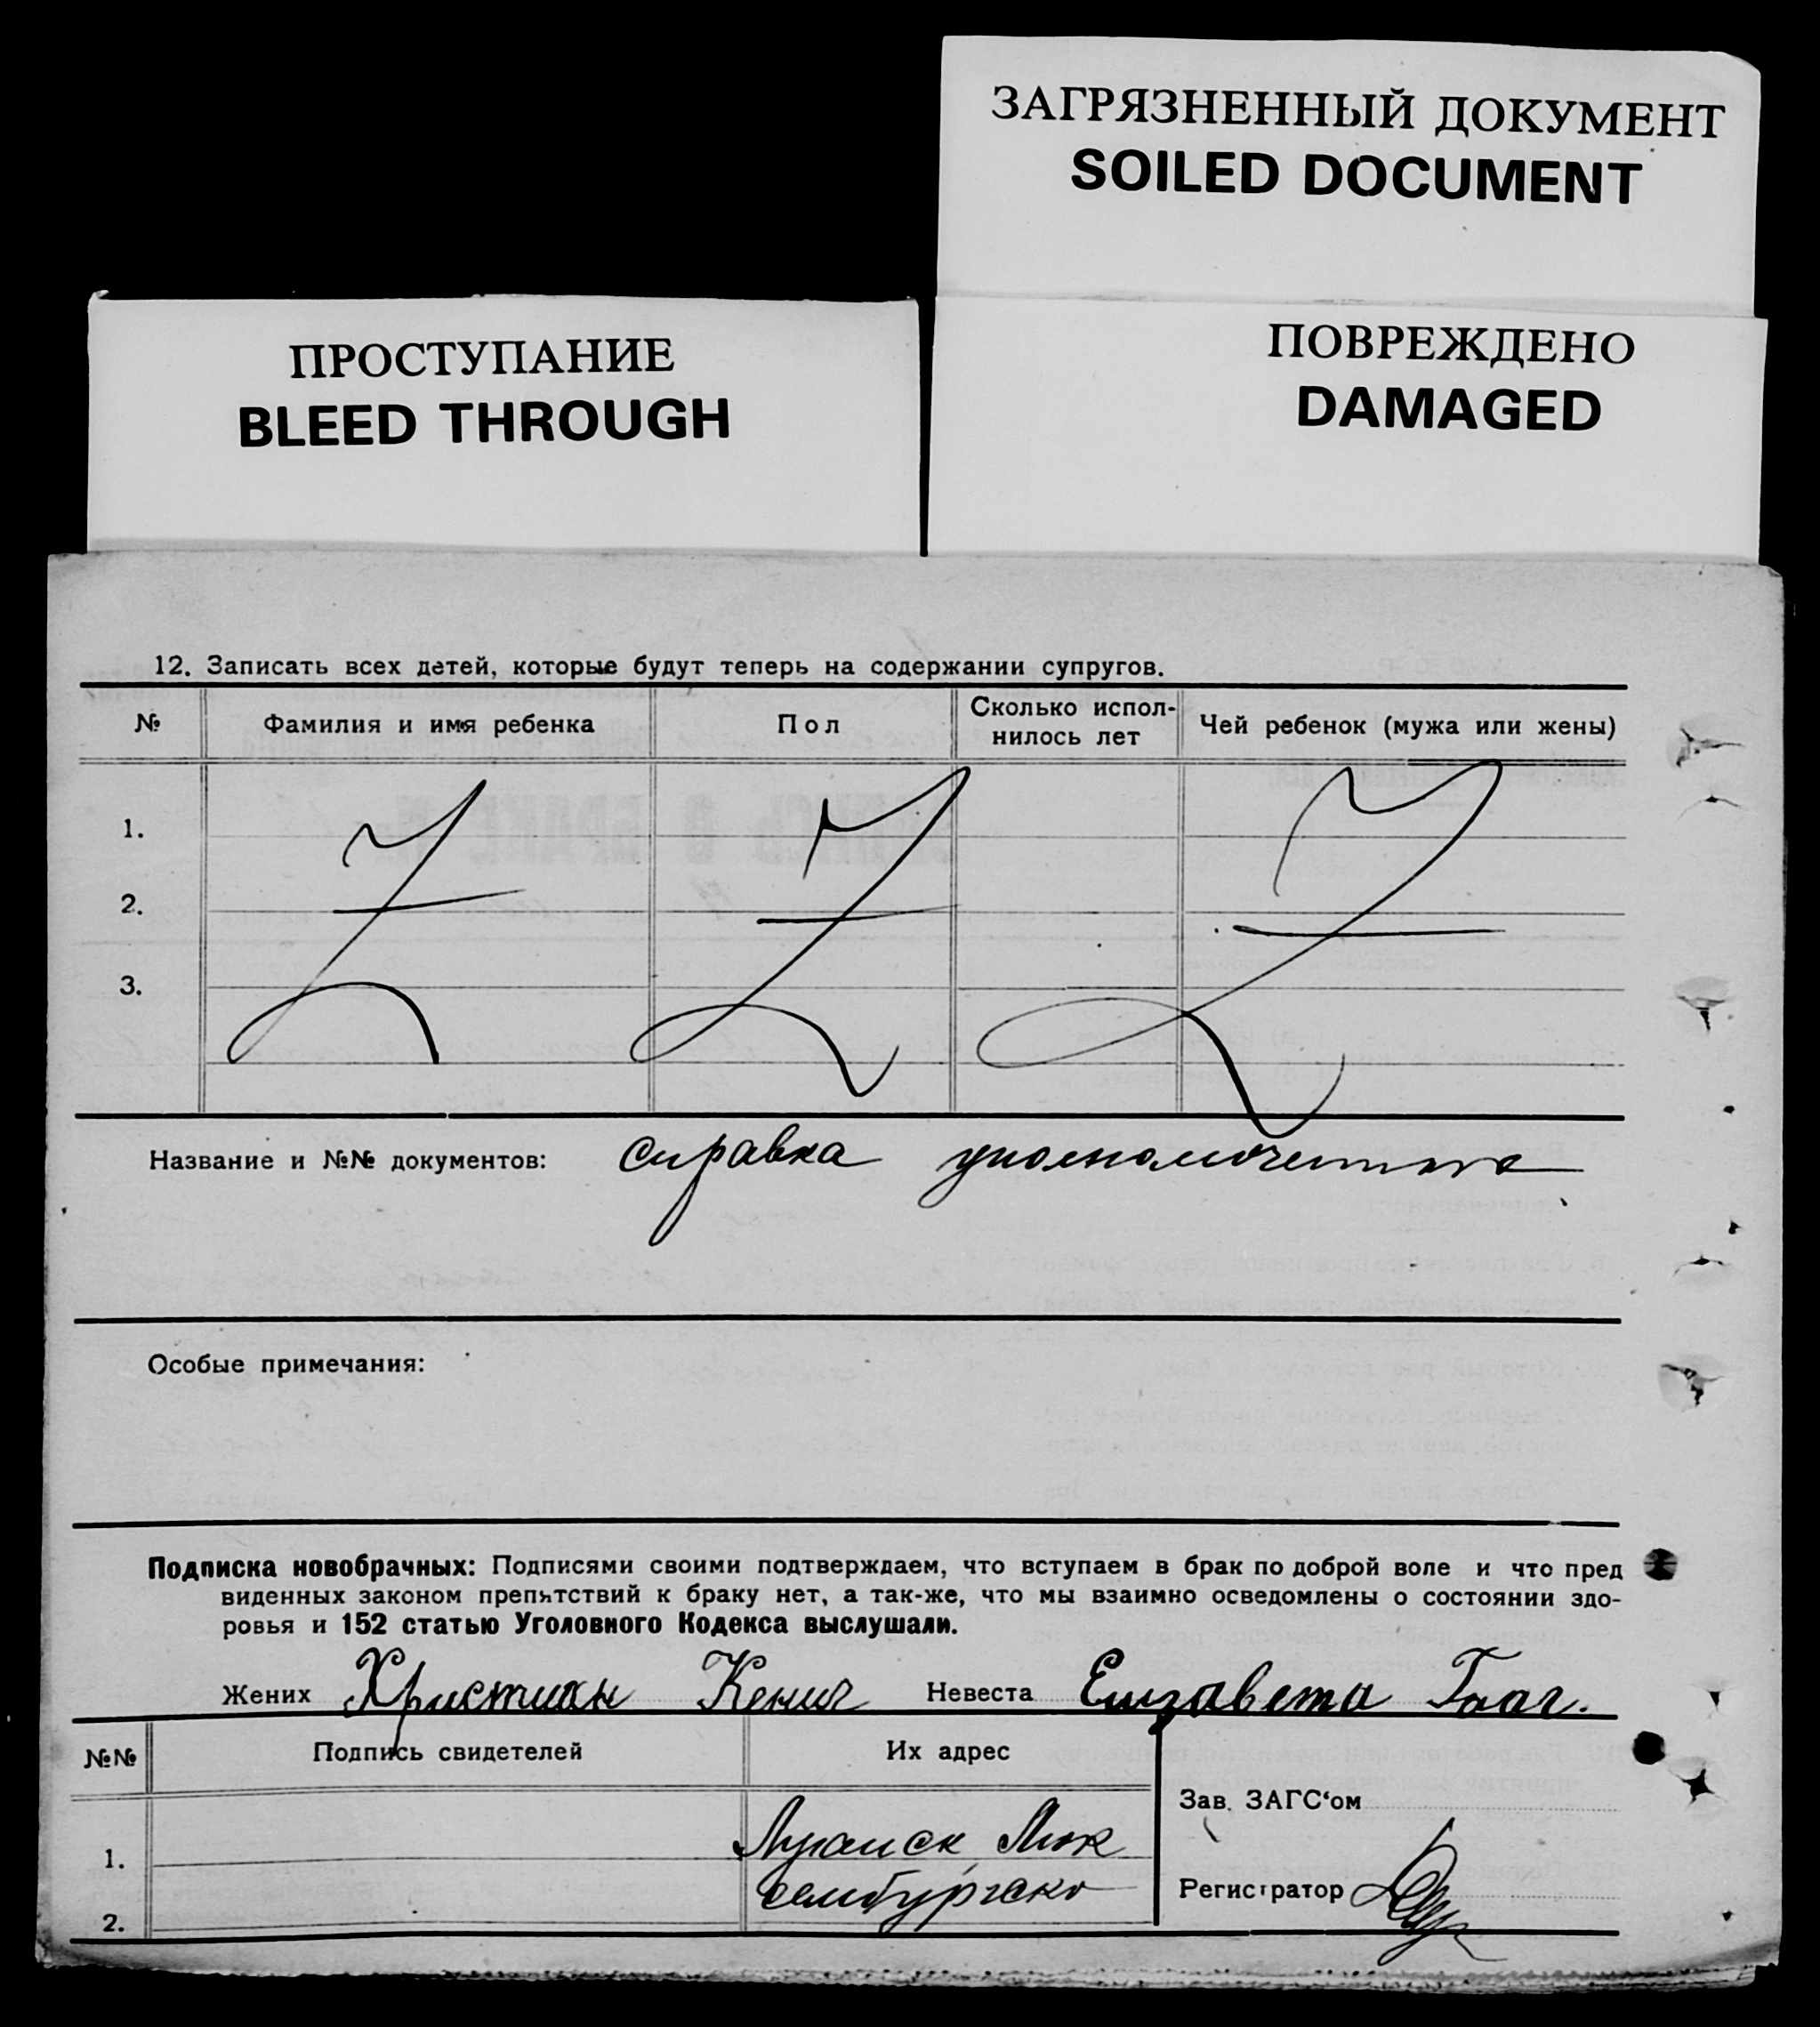 ЗАГРЯЗНЕННЫЙ ДОКУМЕНТ
SOILED DOCUMENT
ПРОСТУПАНИЕ
BLEED THROUGH
ПОВРЕЖДЕНО
DAMAGED
12. Записать всех детей, которые будут теперь на содержании супругов.
№ Фамилия и имя ребенка Пол Сколько испол-нилось лет Чей ребенок (мужа или жены)
1.
2.
3.
Название и №№ документов: справка уполномоченного
Особые примечания:
Подписка новобрачных: Подписями своими подтверждаем, что вступаем в брак по доброй воле и что пред
виденных законом препятствий к браку нет, а так-же, что мы взаимно осведомлены о состоянии здо-
ровья и 152 статью Уголовного Кодекса выслушали.
Жених Христиан Кениг Невеста Елизавета Гааг.
№№ Подпись свидетелей Их адрес
Зав. ЗАГС‘ом
1. Люк
2.
Регистратор